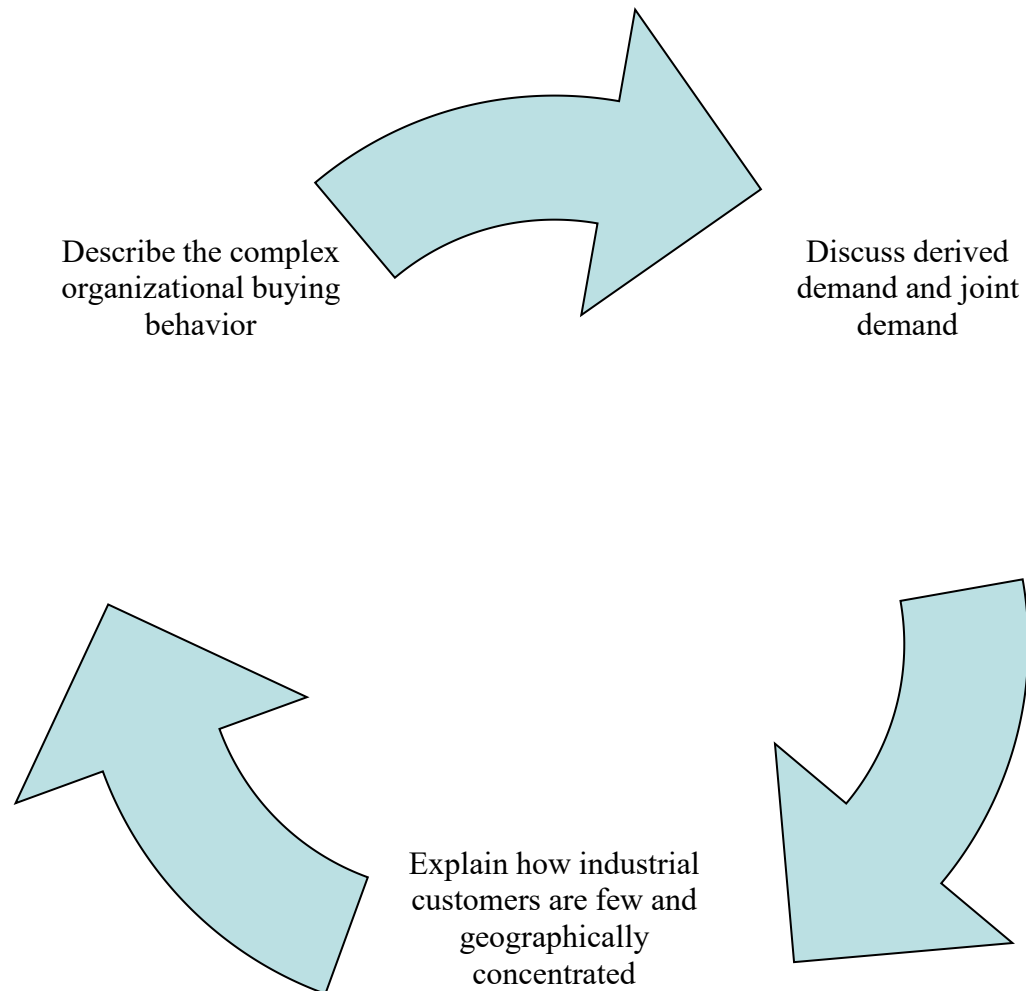 Describe the complex
organizational buying
behavior
Discuss derived
demand and joint
demand
Explain how industrial
customers are few and
geographically
concentrated